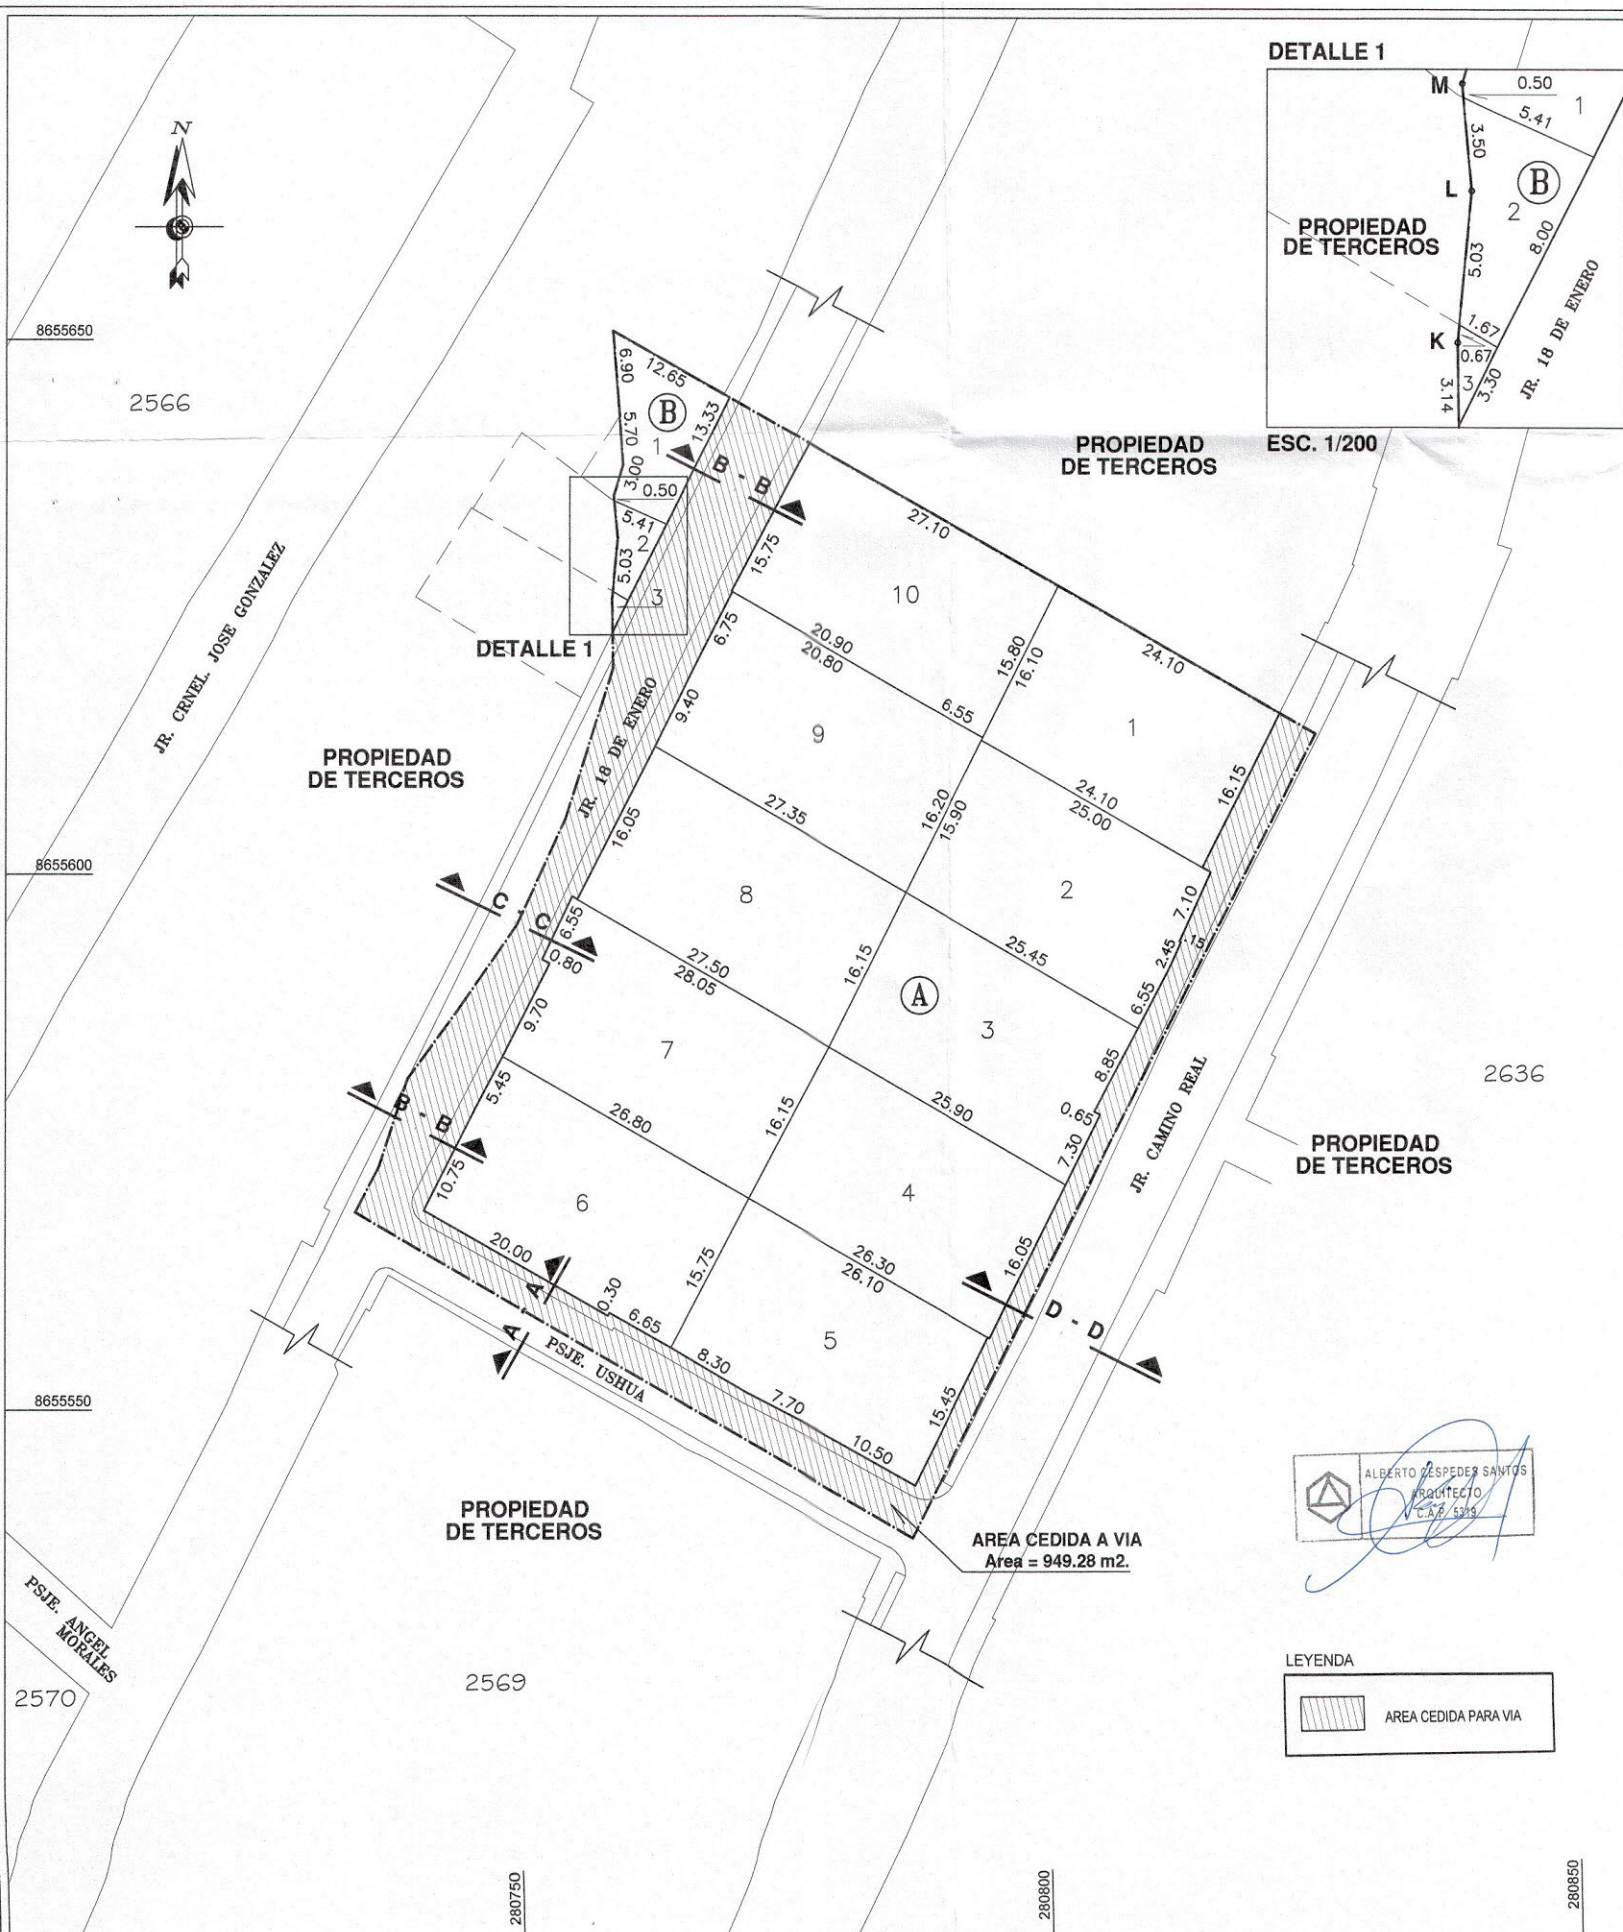 DETALLE 1
M
0.50
1
5.41
3.50
L
B
2
PROPIEDAD
DE TERCEROS
5.03
8.00
JR. 18 DE ENERO
1.67
K
0.67
3
3.14
3.30
ESC. 1/200
N
8655650
2566
6.60
12.65
B
13.33
5.70
1
3.00
B - B
0.50
5.41
2
5.03
3
DETALLE 1
PROPIEDAD
DE TERCEROS
27.10
15.75
10
6.75
20.90
20.80
15.80
16.10
24.10
JR. CRNEL. JOSE GONZALEZ
JR. 18 DE ENERO
9.40
9
6.55
1
PROPIEDAD
DE TERCEROS
16.05
27.35
16.20
15.90
24.10
25.00
16.15
8655600
C - C
8
2
7.10
6.55
0.80
27.50
28.05
16.15
25.45
2.45
.15
A
6.55
3
9.70
7
8.85
5.45
26.80
16.15
25.90
0.65
2636
B - B
7.30
JR. CAMINO REAL
PROPIEDAD
DE TERCEROS
10.75
6
4
20.00
15.75
26.30
26.10
16.05
A - A
0.30
6.65
5
D - D
PSJE. USHUA
8.30
7.70
15.45
10.50
8655550
PROPIEDAD
DE TERCEROS
AREA CEDIDA A VIA
Area = 949.28 m2.
ALBERTO CESPEDES SANTOS
ARQUITECTO
C.A.P. 5319
PSJE. ANGEL
MORALES
2570
2569
LEYENDA
AREA CEDIDA PARA VIA
280750
280800
280850